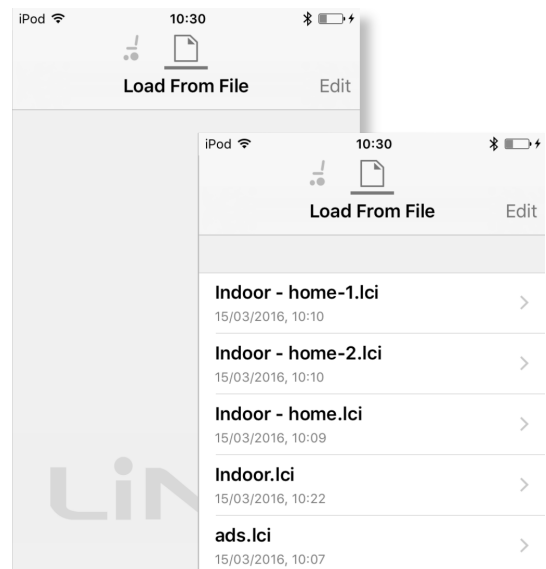 iPod 10:30
Load From File Edit
LiN
iPod 10:30
Load From File Edit
Indoor - home-1.lci
15/03/2016, 10:10
Indoor - home-2.lci
15/03/2016, 10:10
Indoor - home.lci
15/03/2016, 10:09
Indoor.lci
15/03/2016, 10:22
ads.lci
15/03/2016, 10:07